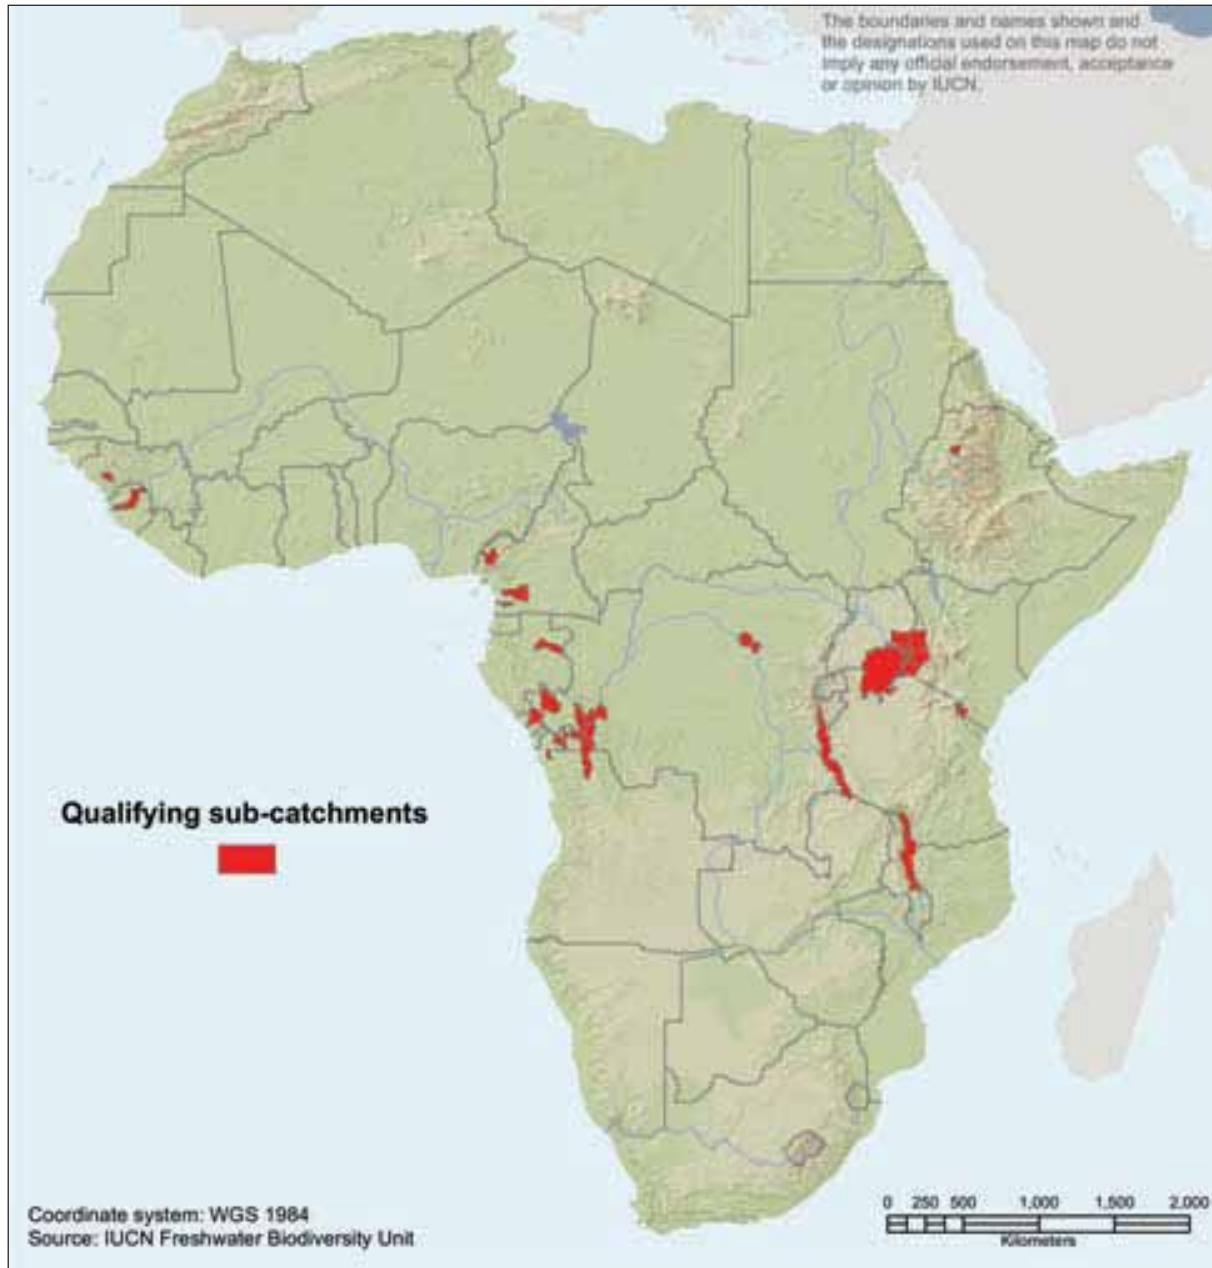 The boundaries and names shown and
the designations used on this map do not
imply any official endorsement, acceptance
or opinion by IUCN.
Qualifying sub-catchments
0 250 500 1,000 1,500 2,000
Kilometers
Coordinate system: WGS 1984
Source: IUCN Freshwater Biodiversity Unit